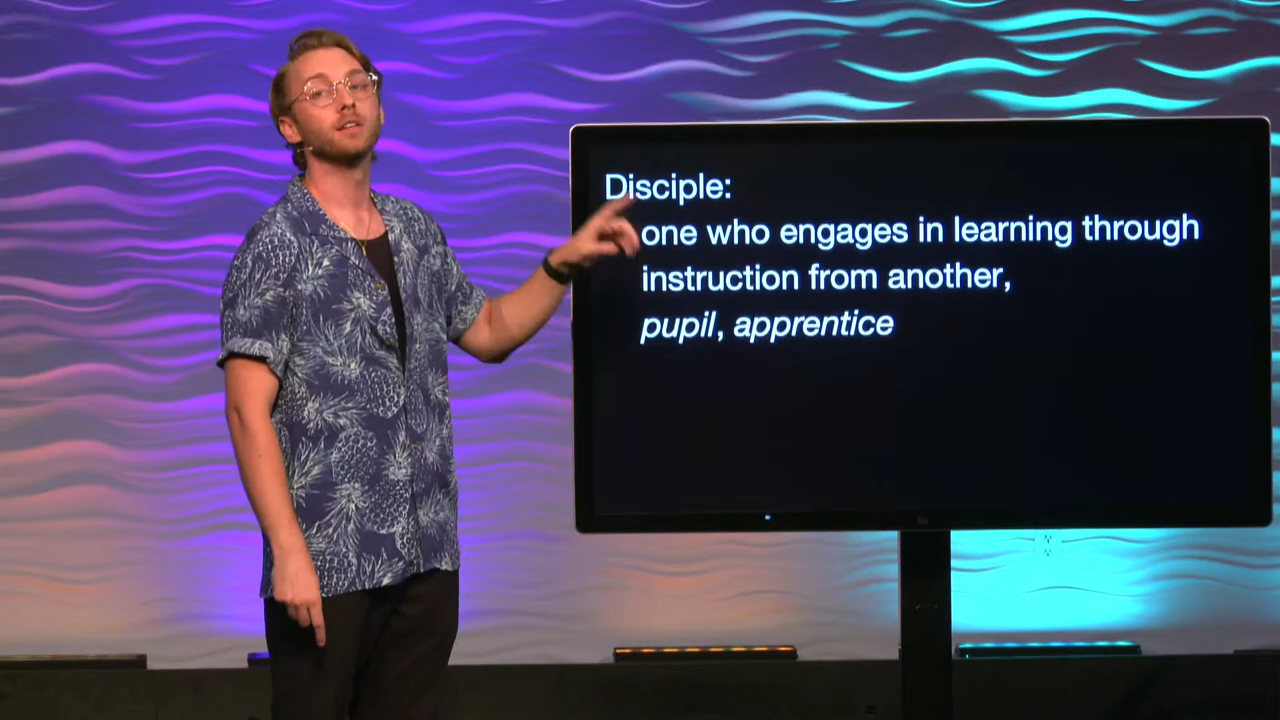 Disciple:
one who engages in learning through
instruction from another,
pupil, apprentice